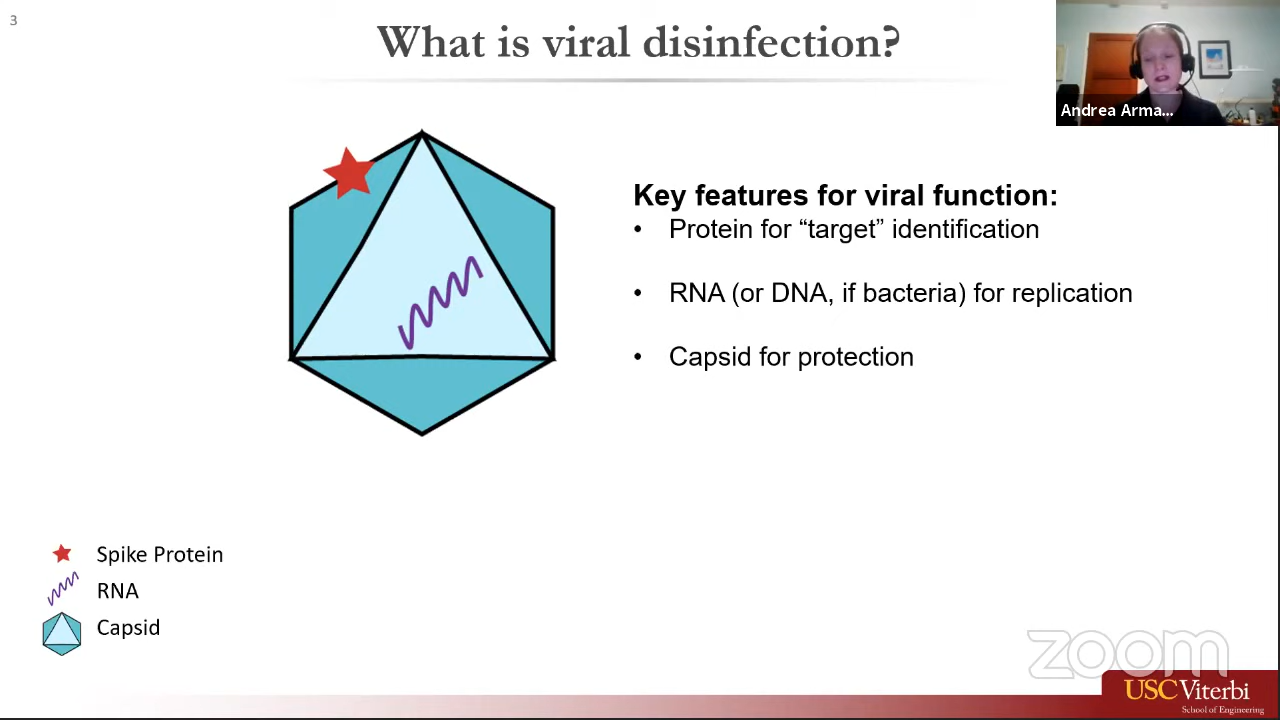 3
What is viral disinfection?
Andrea Arma...
Key features for viral function:
• Protein for “target” identification
• RNA (or DNA, if bacteria) for replication
• Capsid for protection
Spike Protein
RNA
Capsid
zoom
USC Viterbi
School of Engineering